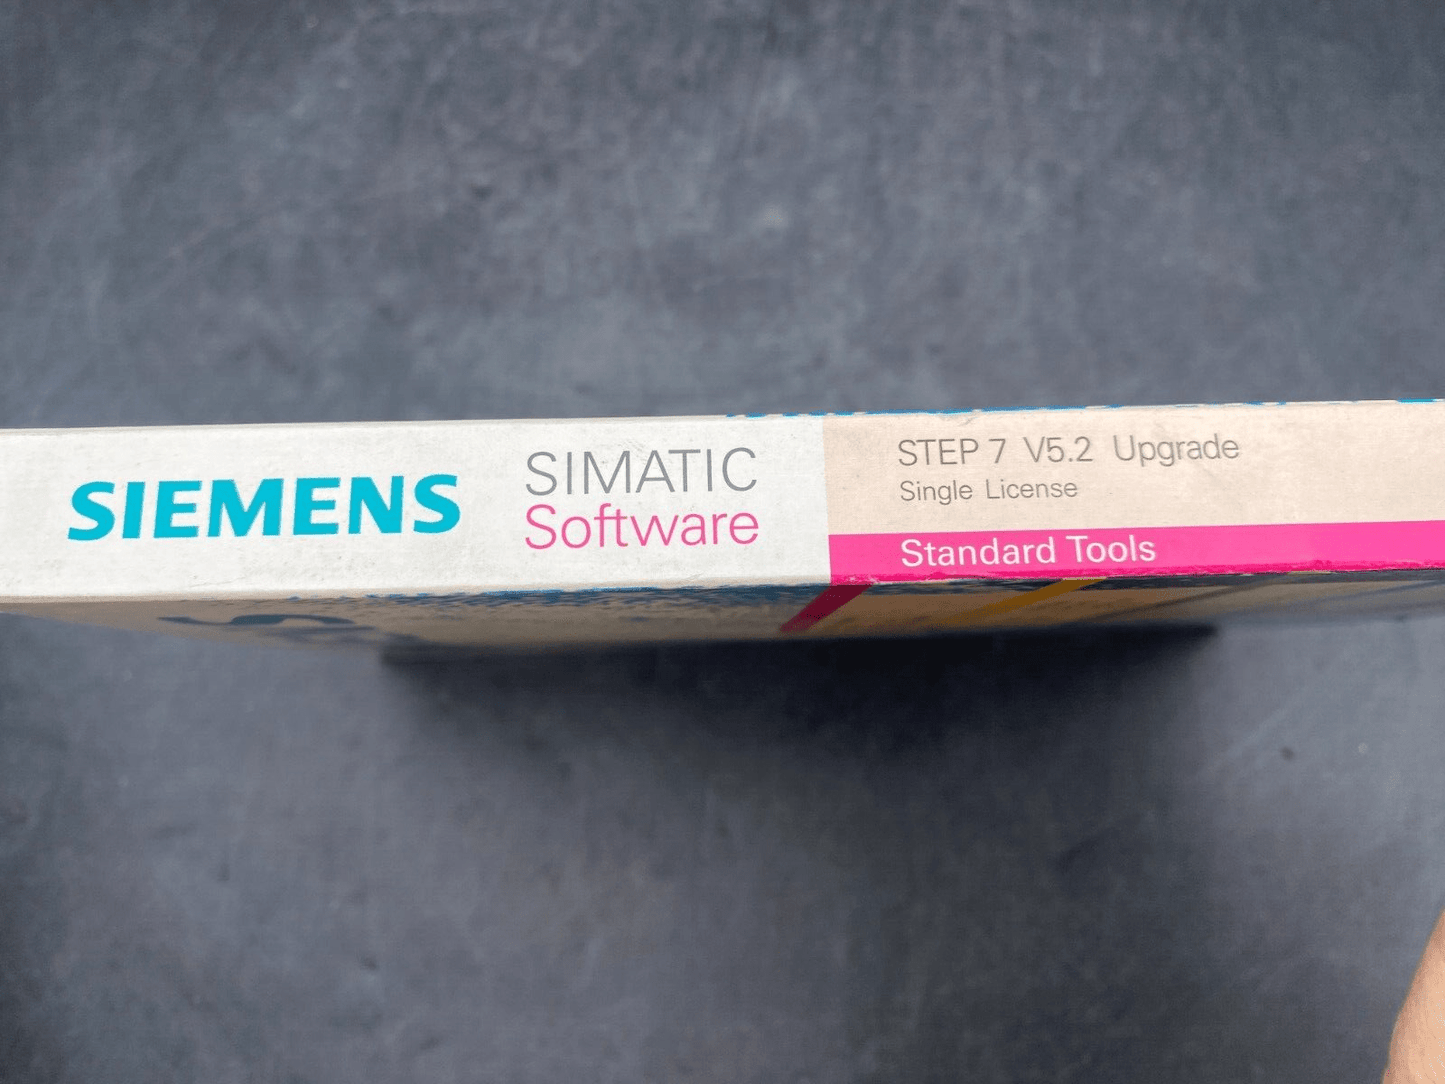 SIEMENS
SIMATIC
Software
STEP 7 V5.2 Upgrade
Single License
Standard Tools